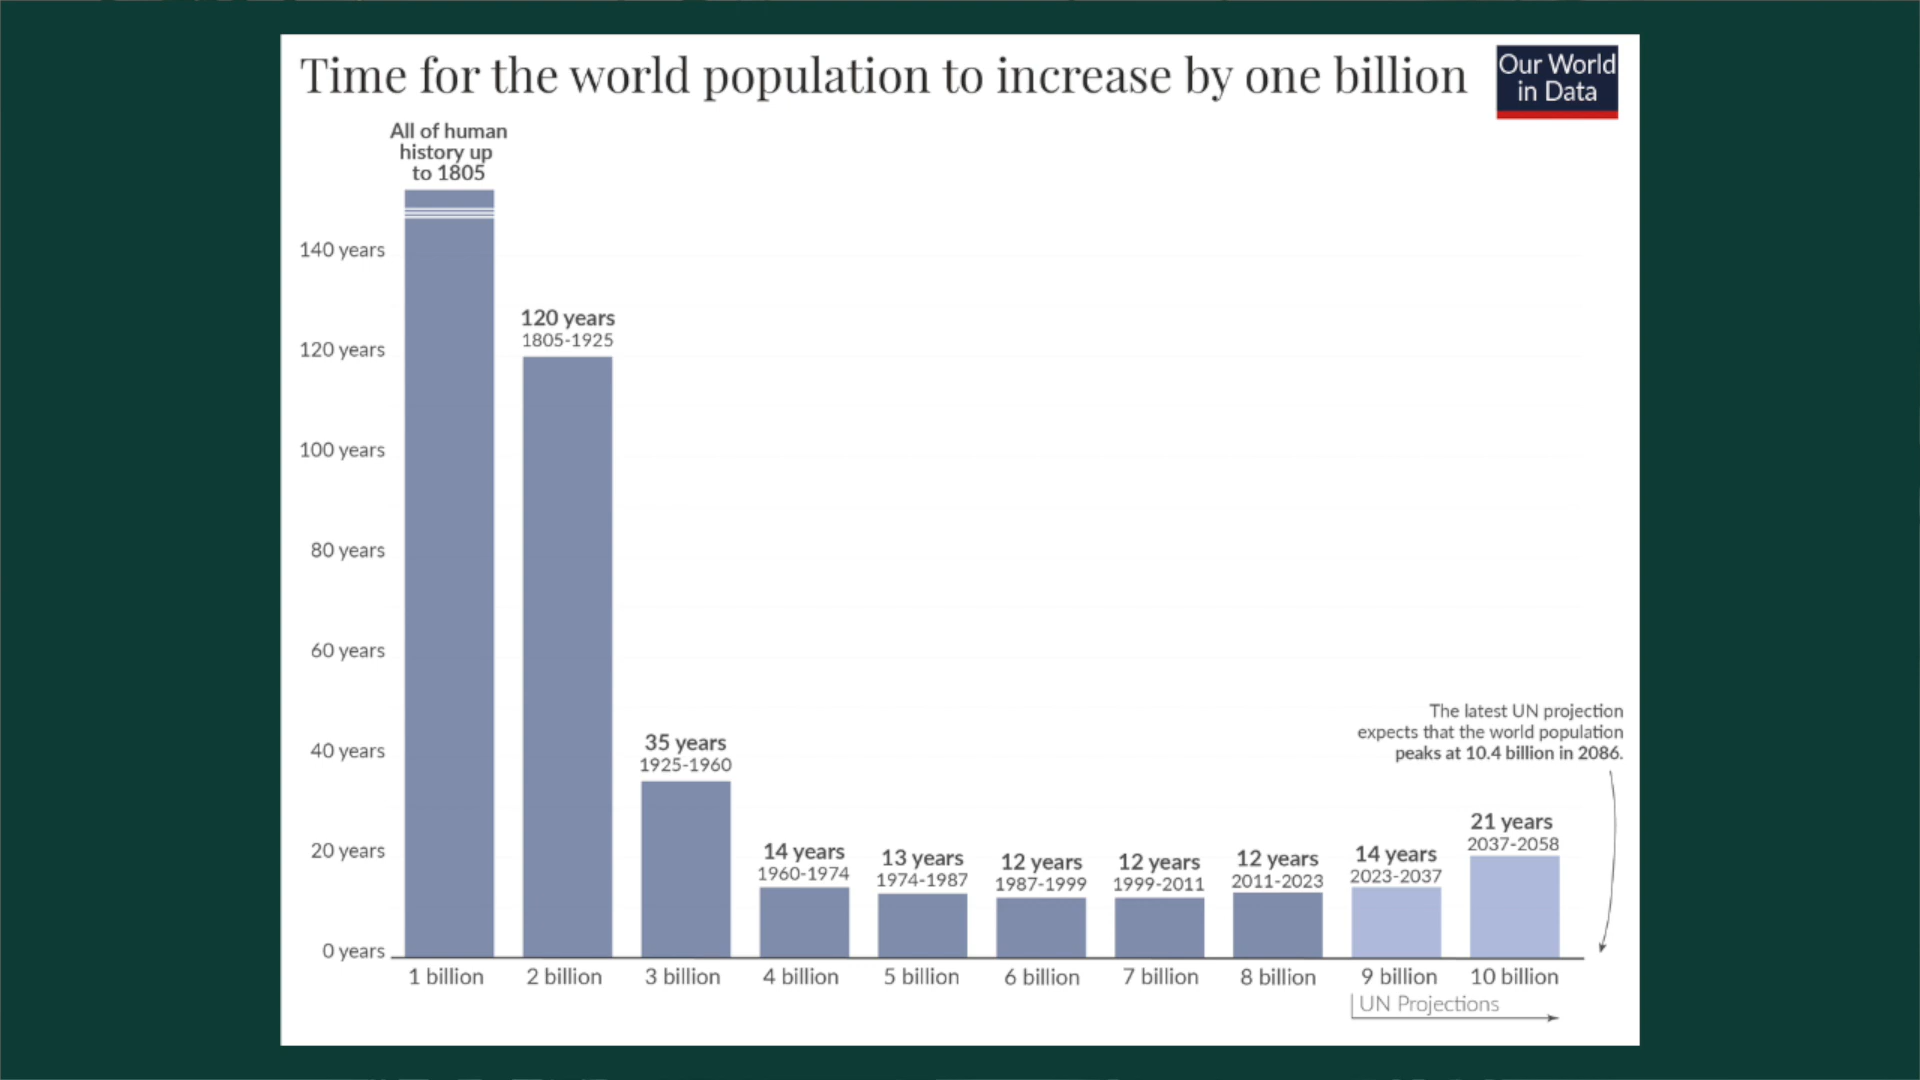 Time for the world population to increase by one billion
Our World
in Data
All of human
history up
to 1805
140 years
120 years
100 years
80 years
60 years
40 years
20 years
0 years
120 years
1805-1925
35 years
1925-1960
14 years
1960-1974
13 years
1974-1987
12 years
1987-1999
12 years
1999-2011
12 years
2011-2023
14 years
2023-2037
21 years
2037-2058
The latest UN projection
expects that the world population
peaks at 10.4 billion in 2086.
1 billion
2 billion
3 billion
4 billion
5 billion
6 billion
7 billion
8 billion
9 billion
10 billion
UN Projections